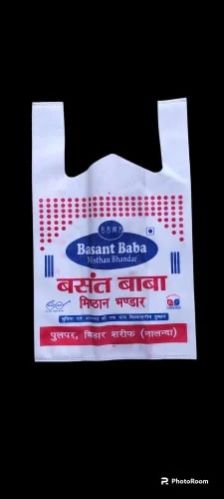 BBMB
Basant Baba
Misthan Bhandar
बसंत बाबा
मिष्ठान भण्डार
पुलपर, बिहार शरीफ (नालन्दा)
PhotoRoom